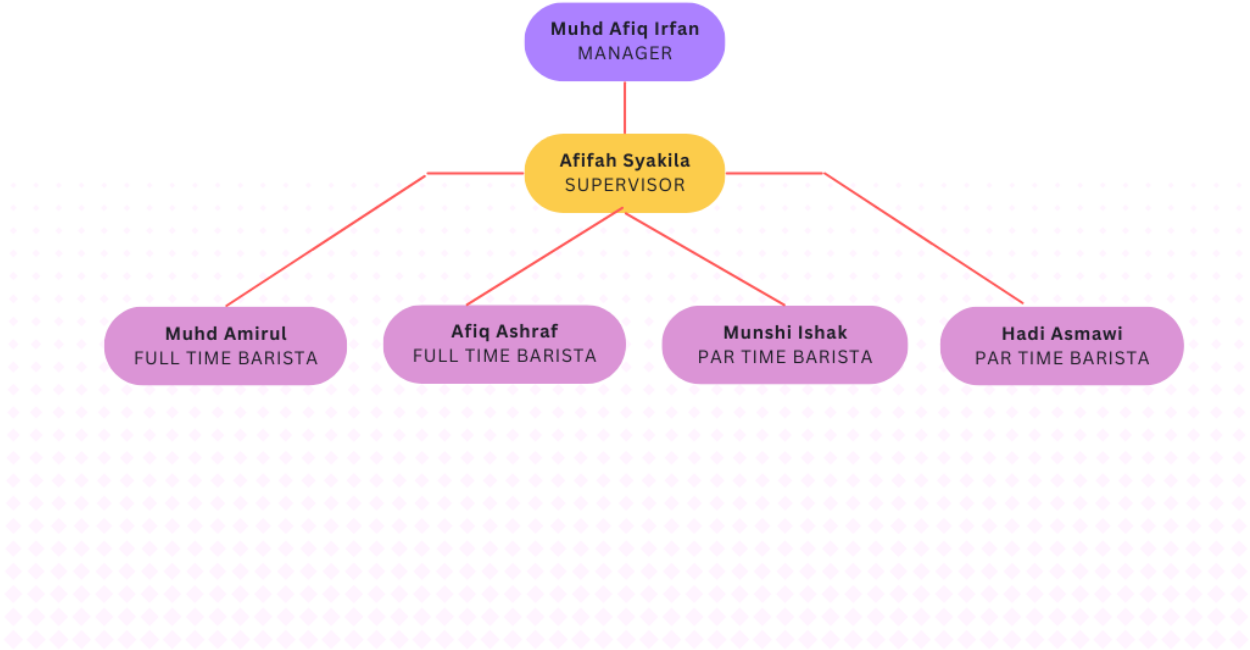 Muhd Afiq Irfan
MANAGER
Afifah Syakila
SUPERVISOR
Muhd Amirul
FULL TIME BARISTA
Afiq Ashraf
FULL TIME BARISTA
Munshi Ishak
PAR TIME BARISTA
Hadi Asmawi
PAR TIME BARISTA